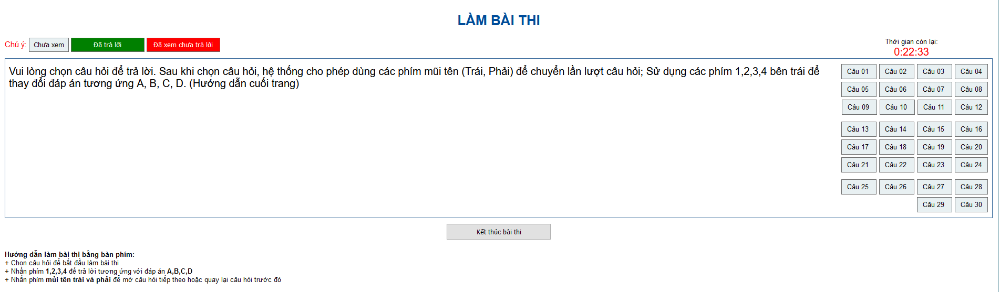 LÀM BÀI THI
Chú ý: Chưa xem Đã trả lời Đã xem chưa trả lời
Thời gian còn lại:
0:22:33
Vui lòng chọn câu hỏi để trả lời. Sau khi chọn câu hỏi, hệ thống cho phép dùng các phím mũi tên (Trái, Phải) để chuyển lần lượt câu hỏi; Sử dụng các phím 1,2,3,4 bên trái để
thay đổi đáp án tương ứng A, B, C, D. (Hướng dẫn cuối trang)
Câu 01 Câu 02 Câu 03 Câu 04
Câu 05 Câu 06 Câu 07 Câu 08
Câu 09 Câu 10 Câu 11 Câu 12
Câu 13 Câu 14 Câu 15 Câu 16
Câu 17 Câu 18 Câu 19 Câu 20
Câu 21 Câu 22 Câu 23 Câu 24
Câu 25 Câu 26 Câu 27 Câu 28
Câu 29 Câu 30
Kết thúc bài thi
Hướng dẫn làm bài thi bằng bàn phím:
+ Chọn câu hỏi để bắt đầu làm bài thi
+ Nhấn phím 1,2,3,4 để trả lời tương ứng với đáp án A,B,C,D
+ Nhấn phím mủi tên trái và phải để mở câu hỏi tiếp theo hoặc quay lại câu hỏi trước đó